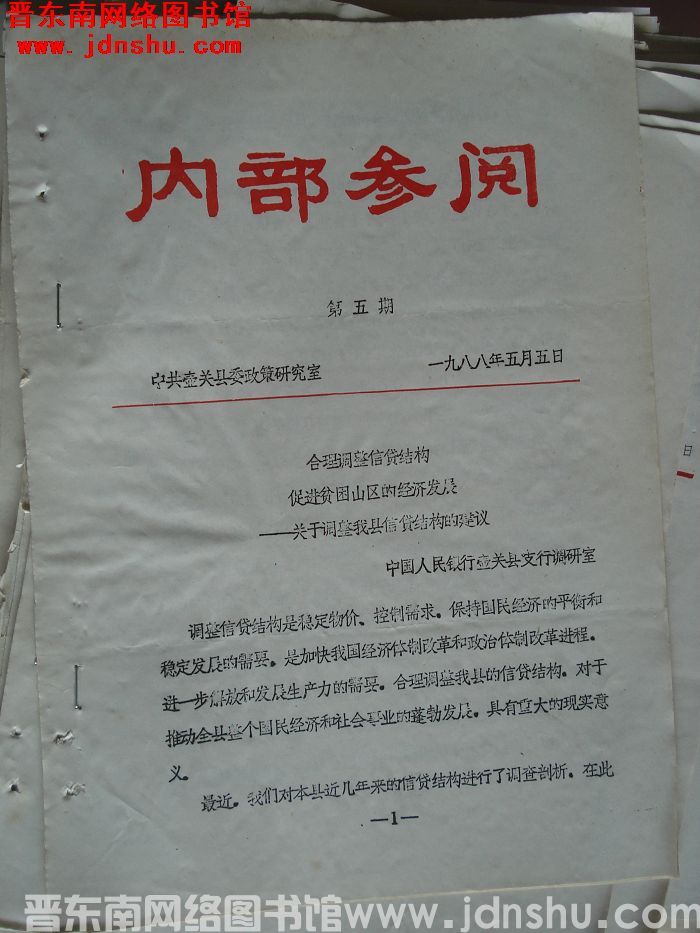 晋东南网络图书馆
www.jdnshu.com
内部参阅
第五期
中共壶关县委政策研究室 一九八八年五月五日
合理调整信贷结构
促进贫困山区的经济发展
——关于调整我县信贷结构的建议
中国人民银行壶关县支行调研室
调整信贷结构是稳定物价、控制需求。保持国民经济的平衡和
稳定发展的需要。是加快我国经济体制改革和政治体制改革进程。
进一步解放和发展生产力的需要。合理调整我县的信贷结构。对于
推动全县整个国民经济和社会事业的蓬勃发展。具有重大的现实意
义。
最近。我们对本县近几年来的信贷结构进行了调查剖析。在此
—1—
日
晋东南网络图书馆www.jdnshu.com